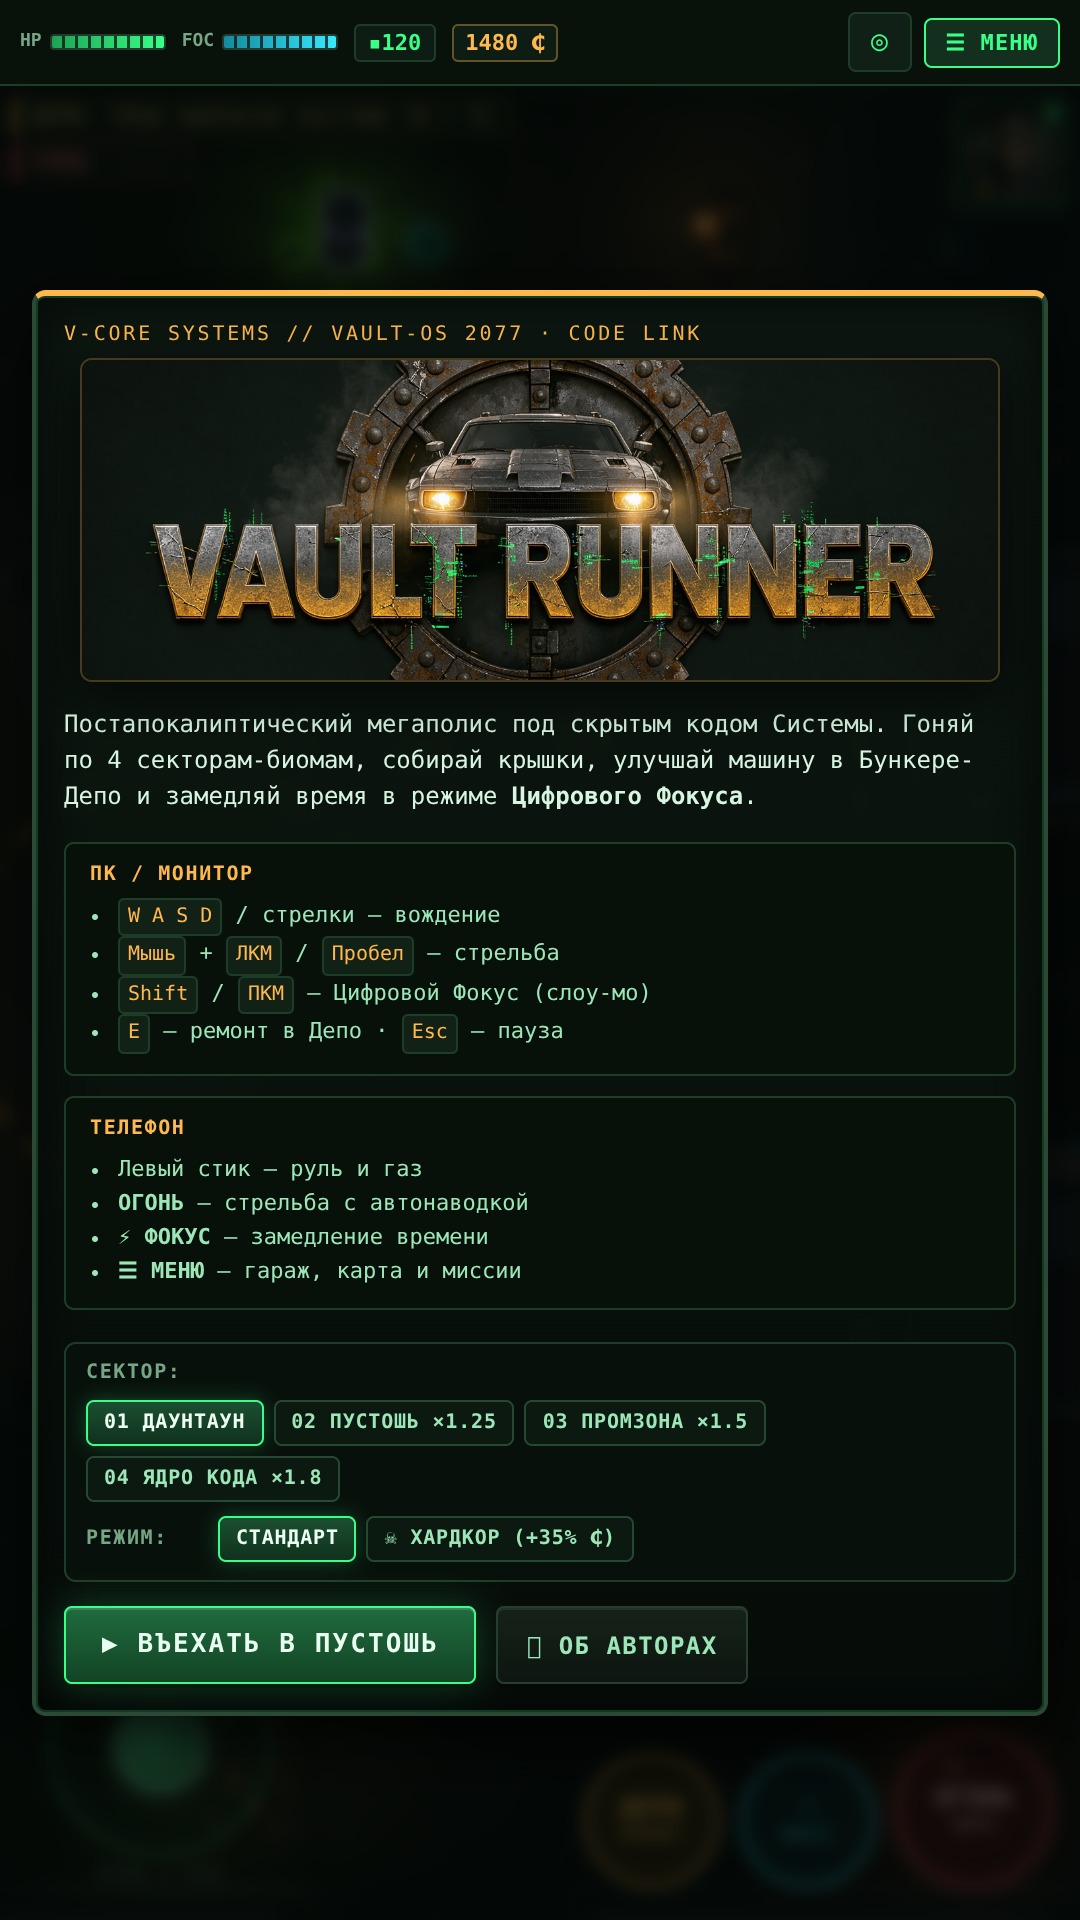 HP FOC ▪120 1480 ₵ ◎ ☰ МЕНЮ
V-CORE SYSTEMS // VAULT-OS 2077 · CODE LINK
VAULT RUNNER
Постапокалиптический мегаполис под скрытым кодом Системы. Гоняй
по 4 секторам-биомам, собирай крышки, улучшай машину в Бункере-
Депо и замедляй время в режиме Цифрового Фокуса.
ПК / МОНИТОР
• W A S D / стрелки — вождение
• Мышь + ЛКМ / Пробел — стрельба
• Shift / ПКМ — Цифровой Фокус (слоу-мо)
• E — ремонт в Депо · Esc — пауза
ТЕЛЕФОН
• Левый стик — руль и газ
• ОГОНЬ — стрельба с автонаводкой
• ⚡ ФОКУС — замедление времени
• ☰ МЕНЮ — гараж, карта и миссии
СЕКТОР:
01 ДАУНТАУН 02 ПУСТОШЬ ×1.25 03 ПРОМЗОНА ×1.5
04 ЯДРО КОДА ×1.8
РЕЖИМ: СТАНДАРТ ☠ ХАРДКОР (+35% ₵)
▶ ВЪЕХАТЬ В ПУСТОШЬ ОБ АВТОРАХ